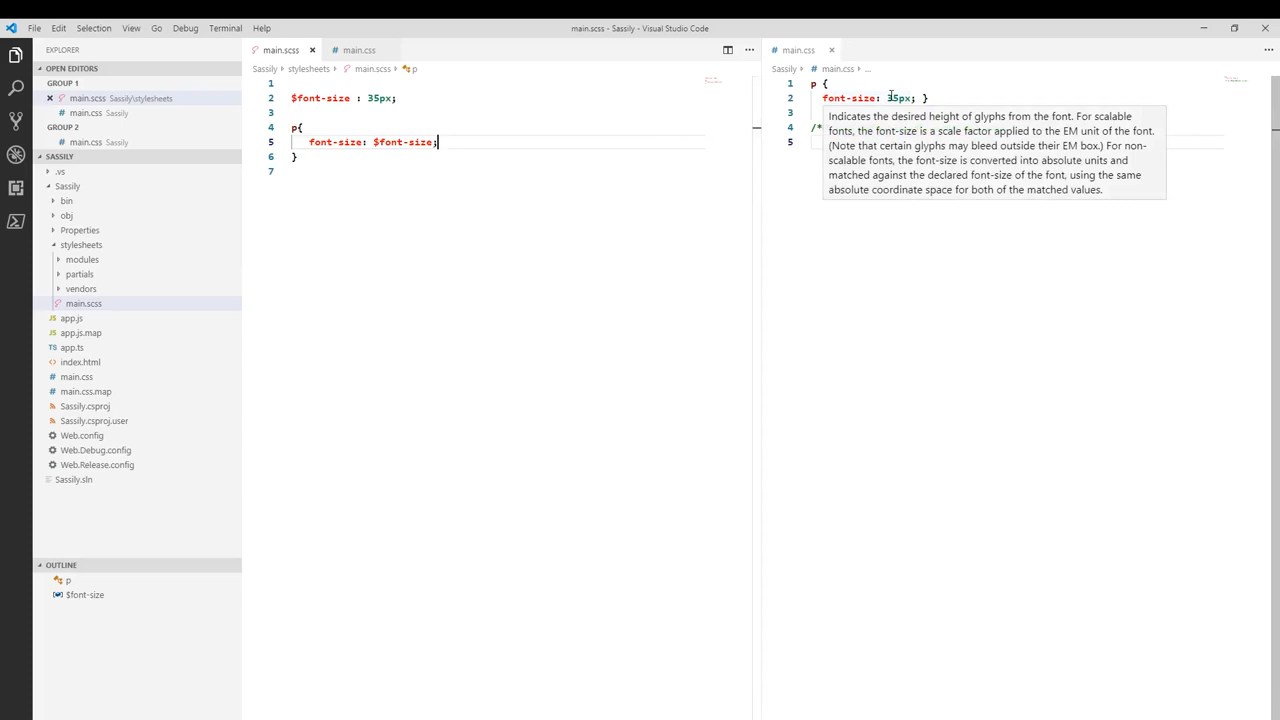 File Edit Selection View Go Debug Terminal Help
main.scss - Sassily - Visual Studio Code
EXPLORER
OPEN EDITORS
GROUP 1
main.scss Sassily\stylesheets
main.css Sassily
GROUP 2
main.css Sassily
SASSILY
.vs
Sassily
bin
obj
Properties
stylesheets
modules
partials
vendors
main.scss
app.js
app.js.map
app.ts
index.html
main.css
main.css.map
Sassily.csproj
Sassily.csproj.user
Web.config
Web.Debug.config
Web.Release.config
Sassily.sln
OUTLINE
p
$font-size
main.scss main.css
Sassily stylesheets main.scss p
1
2 $font-size : 35px;
3
4 p{
5 font-size: $font-size;
6 }
7
main.css
Sassily main.css ...
1 p {
2 font-size: 35px; }
3
4 /*
5
Indicates the desired height of glyphs from the font. For scalable
fonts, the font-size is a scale factor applied to the EM unit of the font.
(Note that certain glyphs may bleed outside their EM box.) For non-
scalable fonts, the font-size is converted into absolute units and
matched against the declared font-size of the font, using the same
absolute coordinate space for both of the matched values.